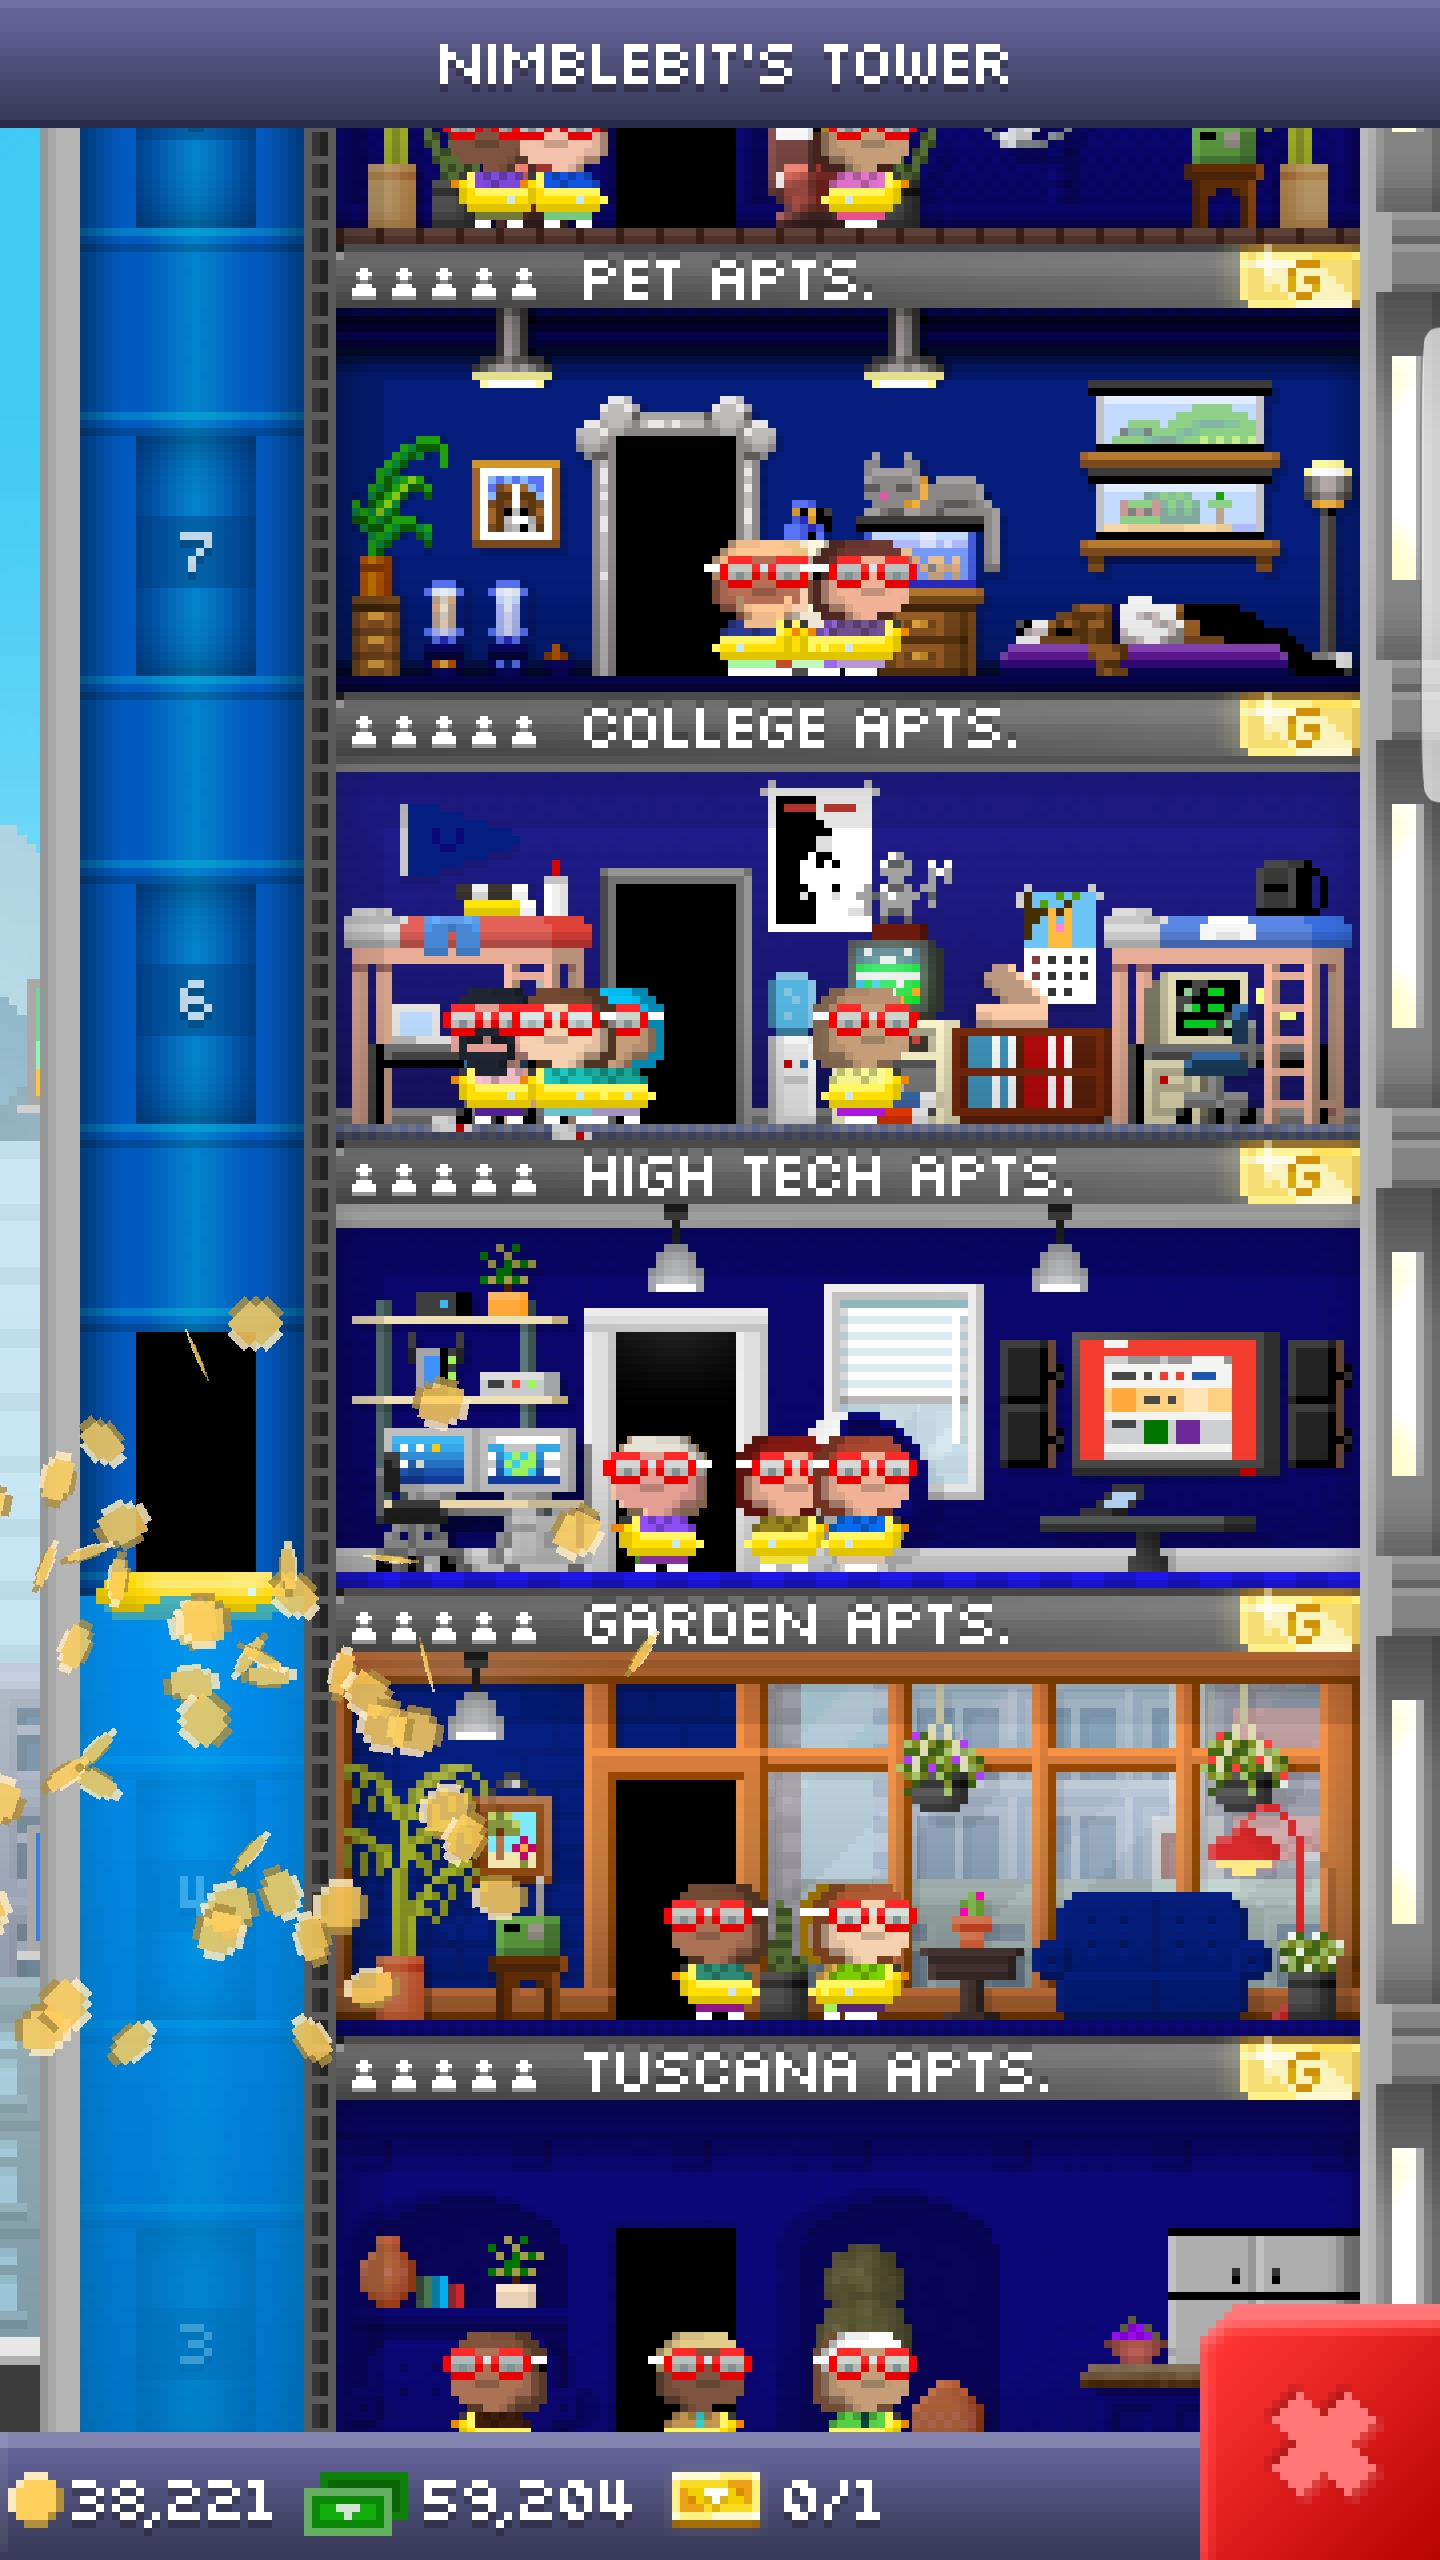 NIMBLEBIT'S TOWER
PET APTS. G
7
COLLEGE APTS. G
U
6
HIGH TECH APTS. G
GARDEN APTS. G
4
TUSCANA APTS. G
3
38,221 59,204 0/1